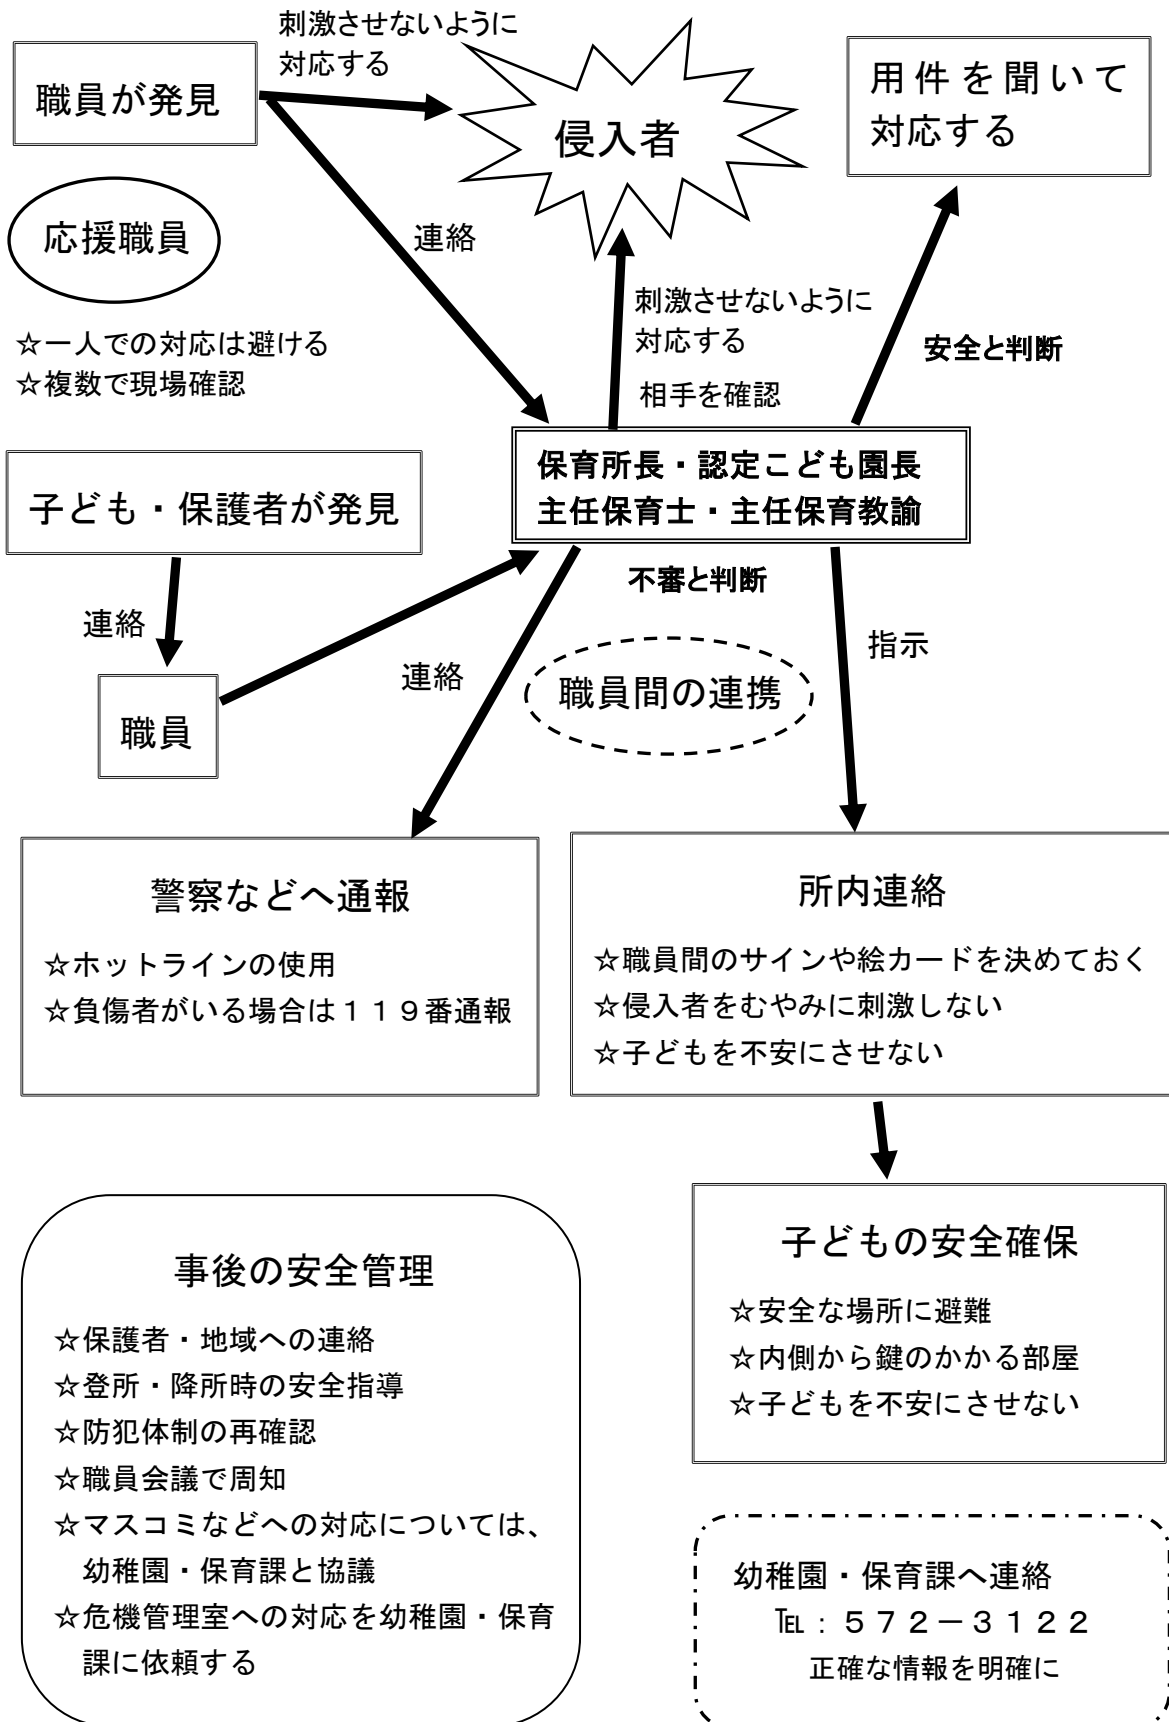 刺激させないように
対応する
職員が発見
侵入者
用件を聞いて
対応する
応援職員
連絡
☆一人での対応は避ける
☆複数で現場確認
刺激させないように
対応する
相手を確認
安全と判断
保育所長・認定こども園長
主任保育士・主任保育教諭
子ども・保護者が発見
連絡
職員
不審と判断
連絡
職員間の連携
指示
警察などへ通報
☆ホットラインの使用
☆負傷者がいる場合は１１９番通報
所内連絡
☆職員間のサインや絵カードを決めておく
☆侵入者をむやみに刺激しない
☆子どもを不安にさせない
子どもの安全確保
☆安全な場所に避難
☆内側から鍵のかかる部屋
☆子どもを不安にさせない
事後の安全管理
☆保護者・地域への連絡
☆登所・降所時の安全指導
☆防犯体制の再確認
☆職員会議で周知
☆マスコミなどへの対応については、
幼稚園・保育課と協議
☆危機管理室への対応を幼稚園・保育
課に依頼する
幼稚園・保育課へ連絡
℡：５７２－３１２２
正確な情報を明確に